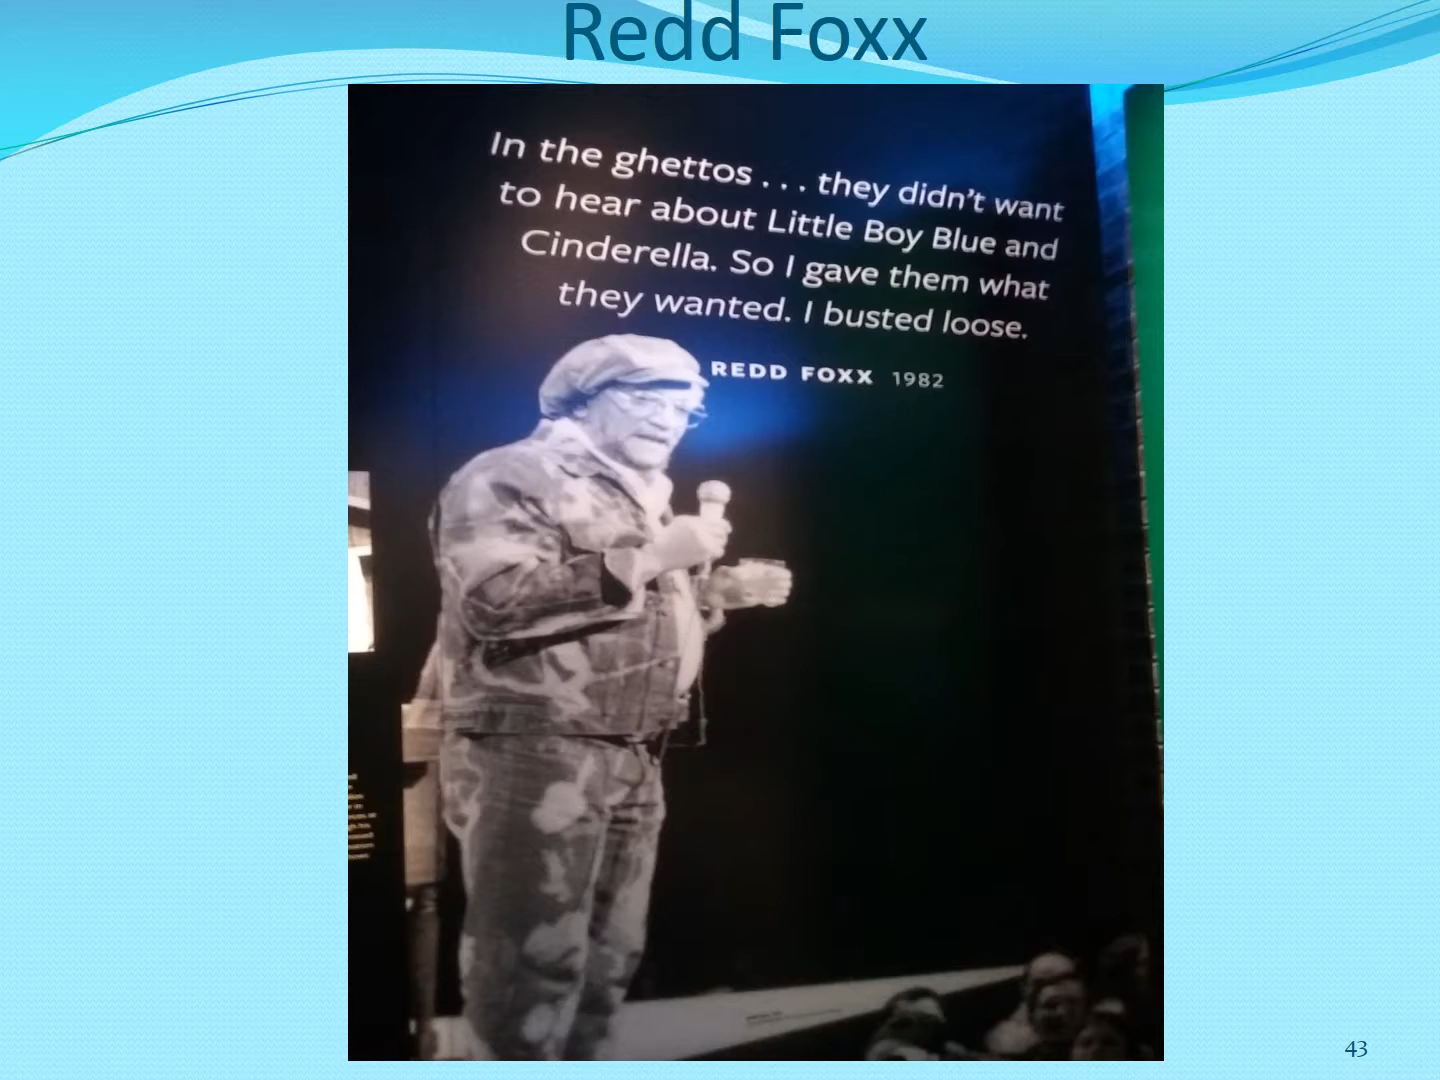 Redd Foxx
In the ghettos . . . they didn't want
to hear about Little Boy Blue and
Cinderella. So I gave them what
they wanted. I busted loose.
REDD FOXX 1982
43